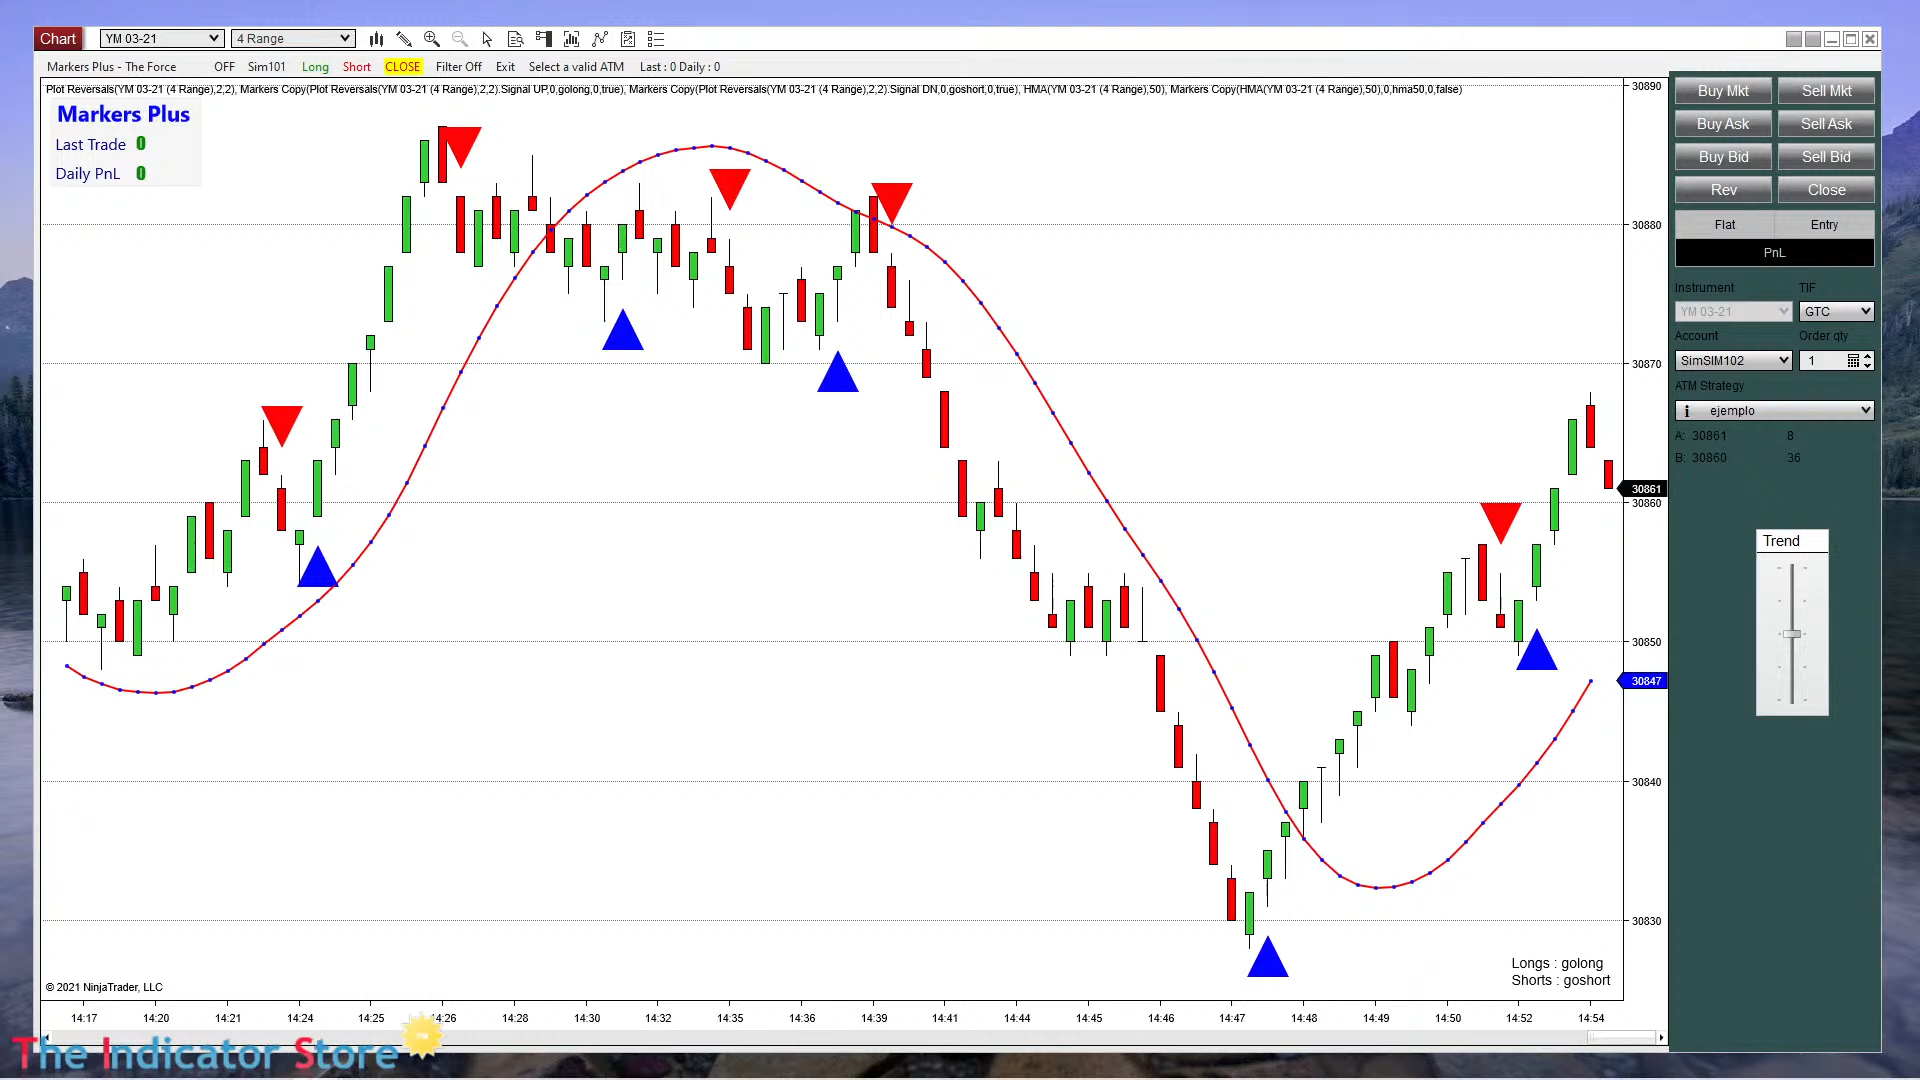 Chart YM 03-21 4 Range
Markers Plus - The Force OFF Sim101 Long Short CLOSE Filter Off Exit Select a valid ATM Last : 0 Daily : 0
Plot Reversals(YM 03-21 (4 Range),2,2), Markers Copy(Plot Reversals(YM 03-21 (4 Range),2,2).Signal UP,0,golong,0,true), Markers Copy(Plot Reversals(YM 03-21 (4 Range),2,2).Signal DN,0,goshort,0,true), HMA(YM 03-21 (4 Range),50), Markers Copy(HMA(YM 03-21 (4 Range),50),0,hma50,0,false)
Markers Plus
Last Trade 0
Daily PnL 0
30890
30880
30870
30861
30860
30850
30847
30840
30830
Longs : golong
Shorts : goshort
© 2021 NinjaTrader, LLC
14:17 14:20 14:21 14:24 14:25 14:26 14:28 14:30 14:32 14:35 14:36 14:39 14:41 14:44 14:45 14:46 14:47 14:48 14:49 14:50 14:52 14:54
The Indicator Store
Buy Mkt Sell Mkt
Buy Ask Sell Ask
Buy Bid Sell Bid
Rev Close
Flat Entry
PnL
Instrument TIF
YM 03-21 GTC
Account Order qty
SimSIM102 1
ATM Strategy
i ejemplo
A: 30861 8
B: 30860 36
Trend